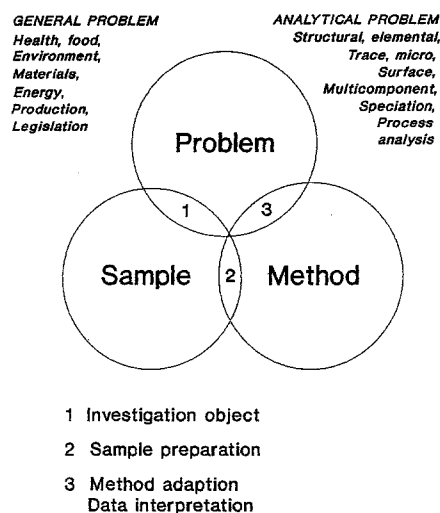 GENERAL PROBLEM
Health, food,
Environment,
Materials,
Energy,
Production,
Legislation
ANALYTICAL PROBLEM
Structural, elemental,
Trace, micro,
Surface,
Multicomponent,
Speciation,
Process
analysis
Problem
1
3
Sample
2
Method
1 Investigation object
2 Sample preparation
3 Method adaption
Data interpretation